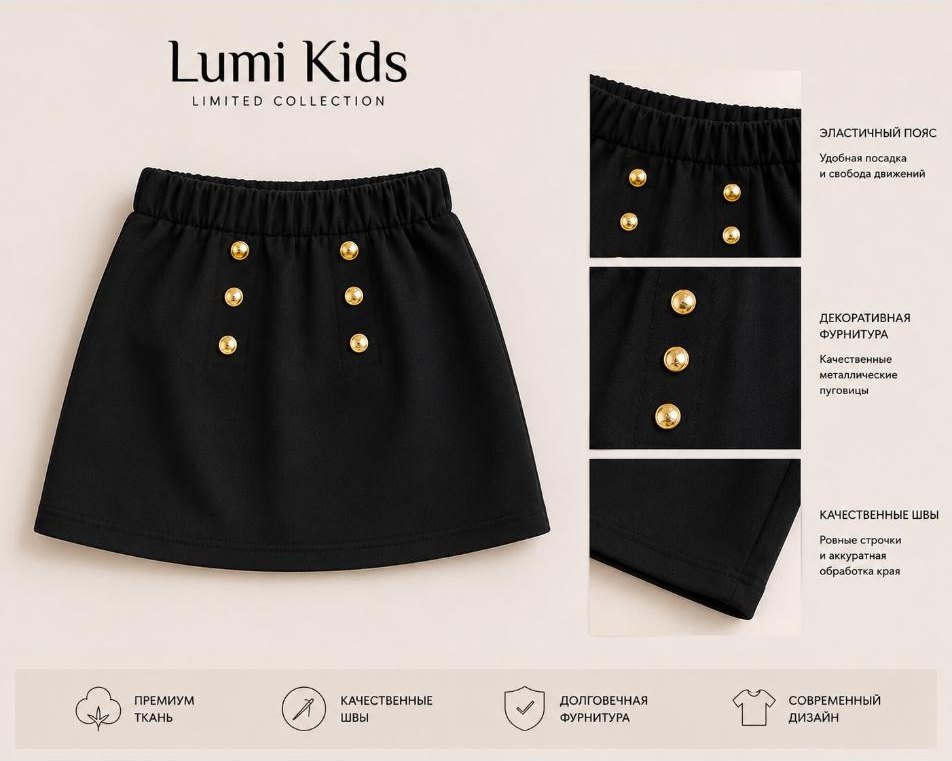 Lumi Kids
LIMITED COLLECTION
ЭЛАСТИЧНЫЙ ПОЯС
Удобная посадка
и свобода движений
ДЕКОРАТИВНАЯ
ФУРНИТУРА
Качественные
металлические
пуговицы
КАЧЕСТВЕННЫЕ ШВЫ
Ровные строчки
и аккуратная
обработка края
ПРЕМИУМ
ТКАНЬ
КАЧЕСТВЕННЫЕ
ШВЫ
ДОЛГОВЕЧНАЯ
ФУРНИТУРА
СОВРЕМЕННЫЙ
ДИЗАЙН